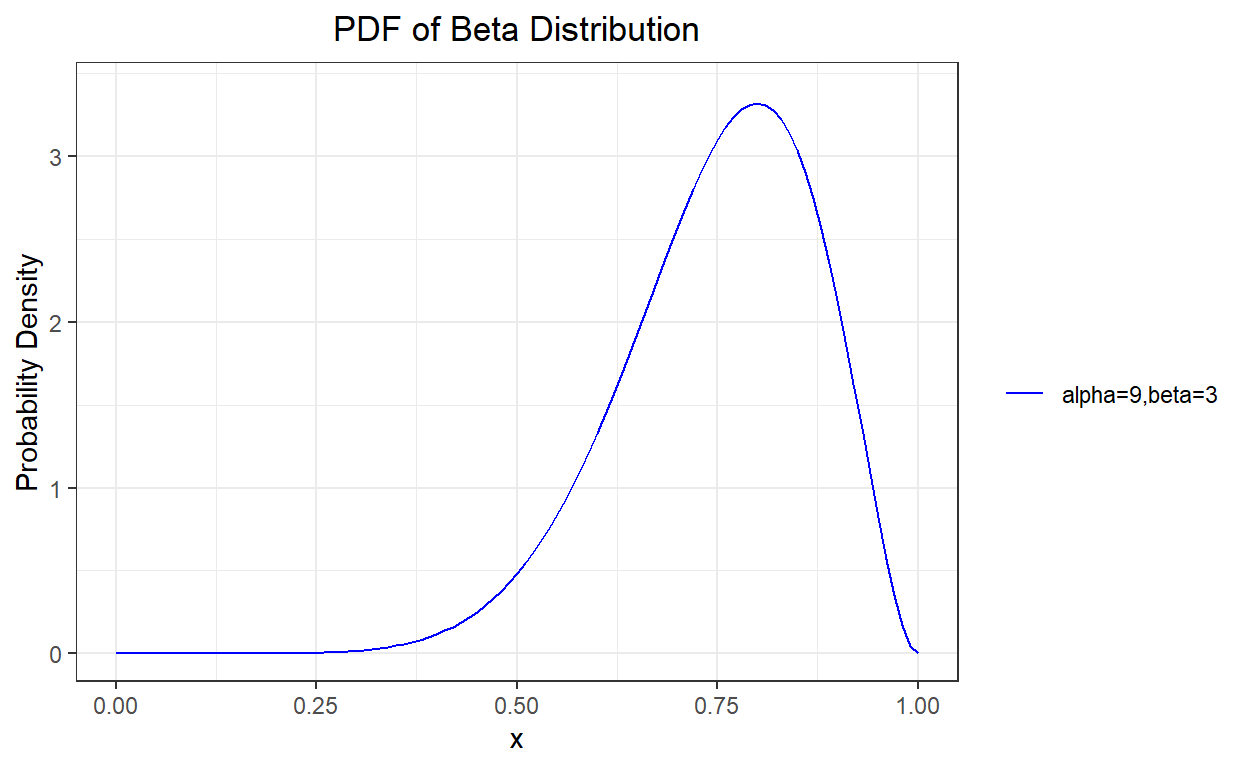 PDF of Beta Distribution
Probability Density
3
2
1
0
0.00 0.25 0.50 0.75 1.00
x
alpha=9,beta=3